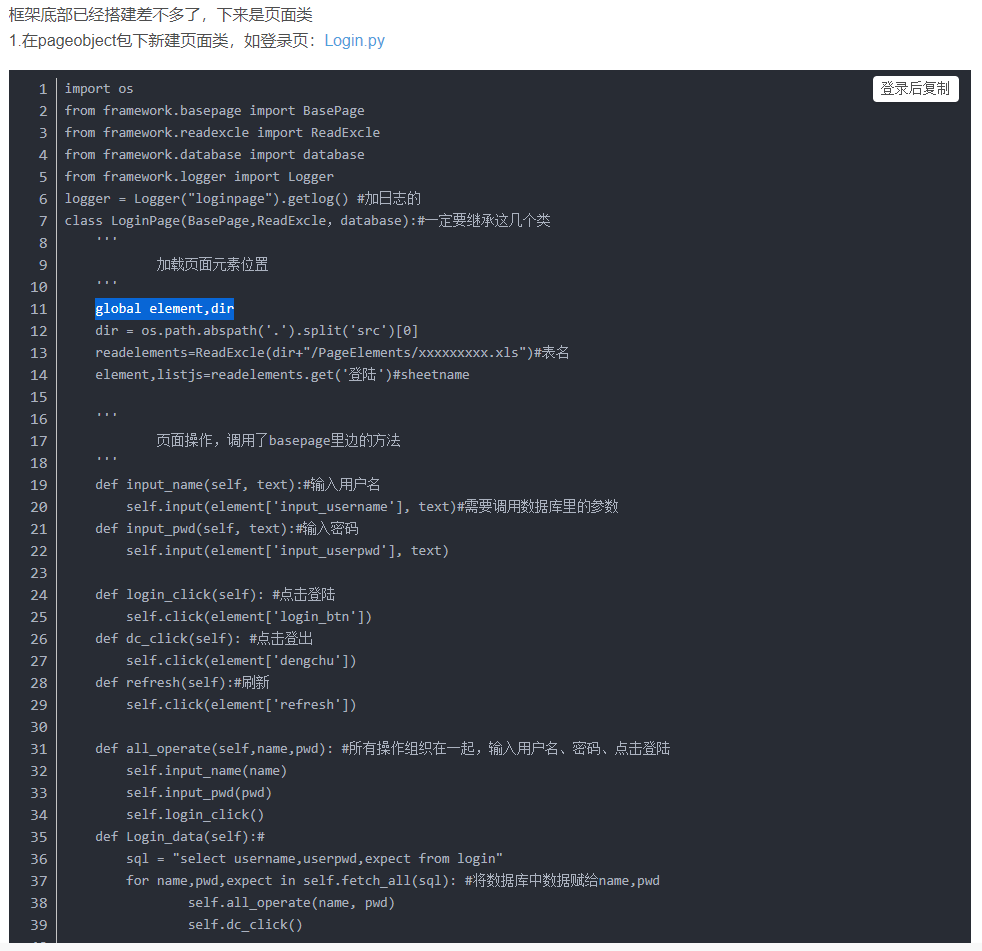 框架底部已经搭建差不多了，下来是页面类
1.在pageobject包下新建页面类，如登录页：Login.py
登录后复制
1 import os
2 from framework.basepage import BasePage
3 from framework.readexcle import ReadExcle
4 from framework.database import database
5 from framework.logger import Logger
6 logger = Logger("loginpage").getlog() #加日志的
7 class LoginPage(BasePage,ReadExcle，database):#一定要继承这几个类
8     '''
9             加载页面元素位置
10     '''
11     global element,dir
12     dir = os.path.abspath('.').split('src')[0]
13     readelements=ReadExcle(dir+"/PageElements/xxxxxxxxx.xls")#表名
14     element,listjs=readelements.get('登陆')#sheetname
15
16     '''
17             页面操作，调用了basepage里边的方法
18     '''
19     def input_name(self, text):#输入用户名
20         self.input(element['input_username'], text)#需要调用数据库里的参数
21     def input_pwd(self, text):#输入密码
22         self.input(element['input_userpwd'], text)
23
24     def login_click(self): #点击登陆
25         self.click(element['login_btn'])
26     def dc_click(self): #点击登出
27         self.click(element['dengchu'])
28     def refresh(self):#刷新
29         self.click(element['refresh'])
30
31     def all_operate(self,name,pwd): #所有操作组织在一起，输入用户名、密码、点击登陆
32         self.input_name(name)
33         self.input_pwd(pwd)
34         self.login_click()
35     def Login_data(self):#
36         sql = "select username,userpwd,expect from login"
37         for name,pwd,expect in self.fetch_all(sql): #将数据库中数据赋给name,pwd
38                 self.all_operate(name, pwd)
39                 self.dc_click()